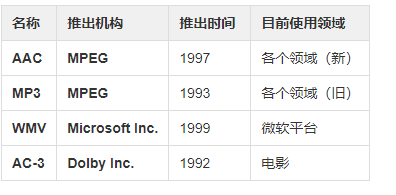 名称 推出机构 推出时间 目前使用领域
AAC MPEG 1997 各个领域（新）
MP3 MPEG 1993 各个领域（旧）
WMV Microsoft Inc. 1999 微软平台
AC-3 Dolby Inc. 1992 电影